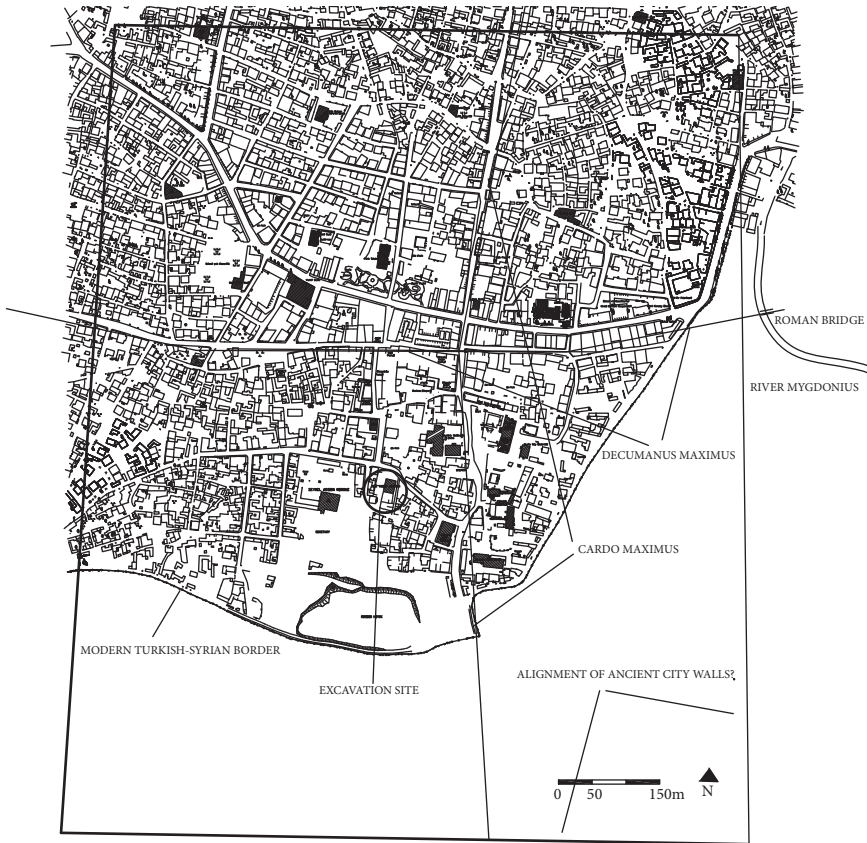 ROMAN BRIDGE
RIVER MYGDONIUS
DECUMANUS MAXIMUS
CARDO MAXIMUS
MODERN TURKISH-SYRIAN BORDER
EXCAVATION SITE
ALIGNMENT OF ANCIENT CITY WALLS?
0 50 150m
N